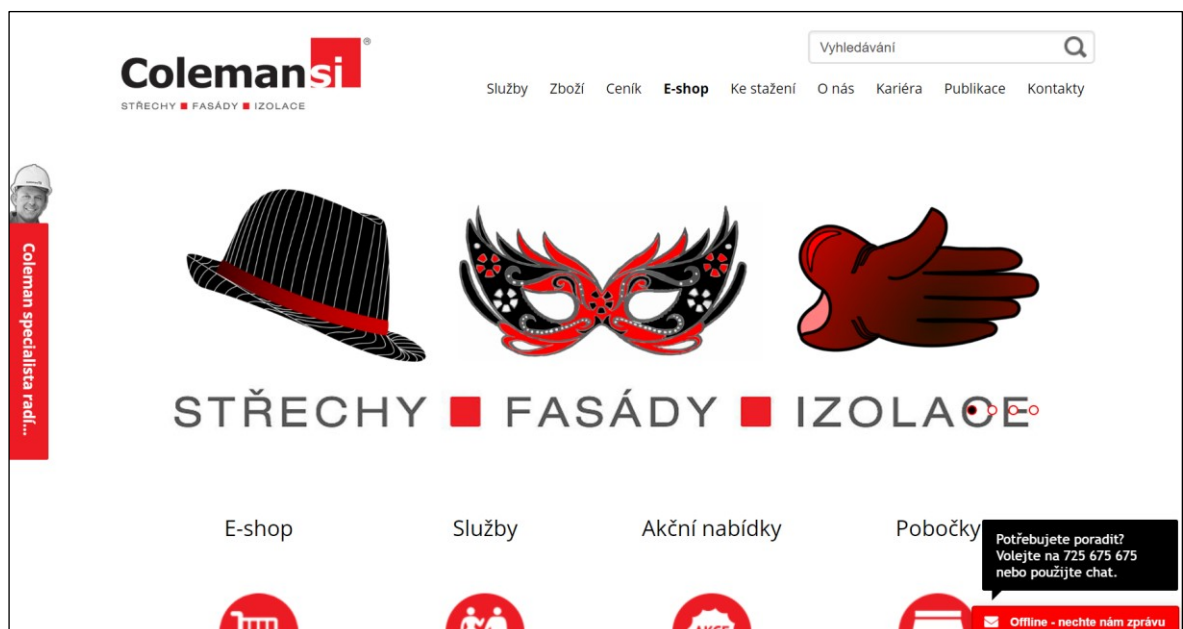 Vyhledávání
Colemansi®
STŘECHY ■ FASÁDY ■ IZOLACE
Služby Zboží Ceník E-shop Ke stažení O nás Kariéra Publikace Kontakty
Coleman specialista radí...
STŘECHY ■ FASÁDY ■ IZOLACE
E-shop Služby Akční nabídky Pobočky
Potřebujete poradit?
Volejte na 725 675 675
nebo použijte chat.
AKCE
Offline - nechte nám zprávu